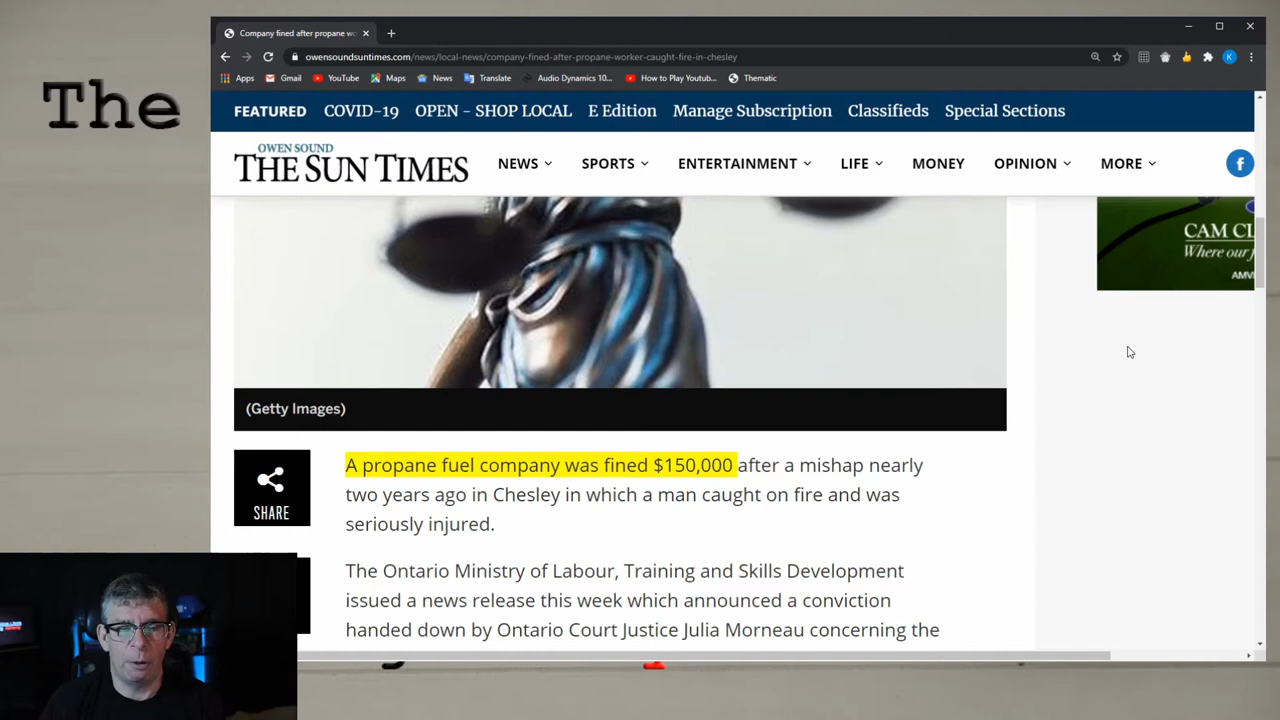 The
Company fined after propane wo
owensoundsuntimes.com/news/local-news/company-fined-after-propane-worker-caught-fire-in-chesley
K
Apps Gmail YouTube Maps News Translate Audio Dynamics 10... How to Play Youtub... Thematic
FEATURED COVID-19 OPEN – SHOP LOCAL E Edition Manage Subscription Classifieds Special Sections
OWEN SOUND
THE SUN TIMES
NEWS SPORTS ENTERTAINMENT LIFE MONEY OPINION MORE
CAM CL
Where our f
AMV
(Getty Images)
SHARE
A propane fuel company was fined $150,000 after a mishap nearly
two years ago in Chesley in which a man caught on fire and was
seriously injured.
The Ontario Ministry of Labour, Training and Skills Development
issued a news release this week which announced a conviction
handed down by Ontario Court Justice Julia Morneau concerning the